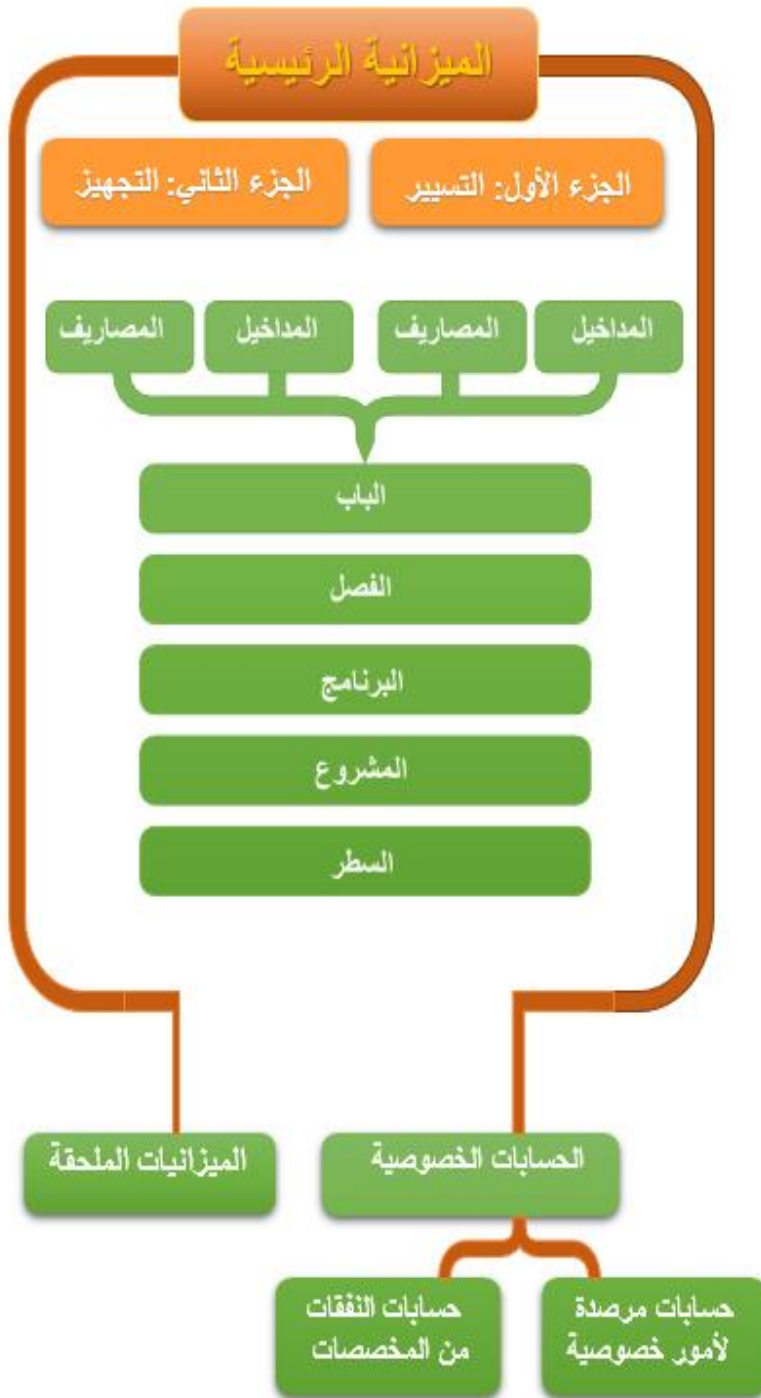 الميزانية الرئيسية
الجزء الأول: التسيير
الجزء الثاني: التجهيز
المداخيل
المصاريف
المداخيل
المصاريف
الباب
الفصل
البرنامج
المشروع
السطر
الحسابات الخصوصية
الميزانيات الملحقة
حسابات مرصدة
لأمور خصوصية
حسابات النفقات
من المخصصات